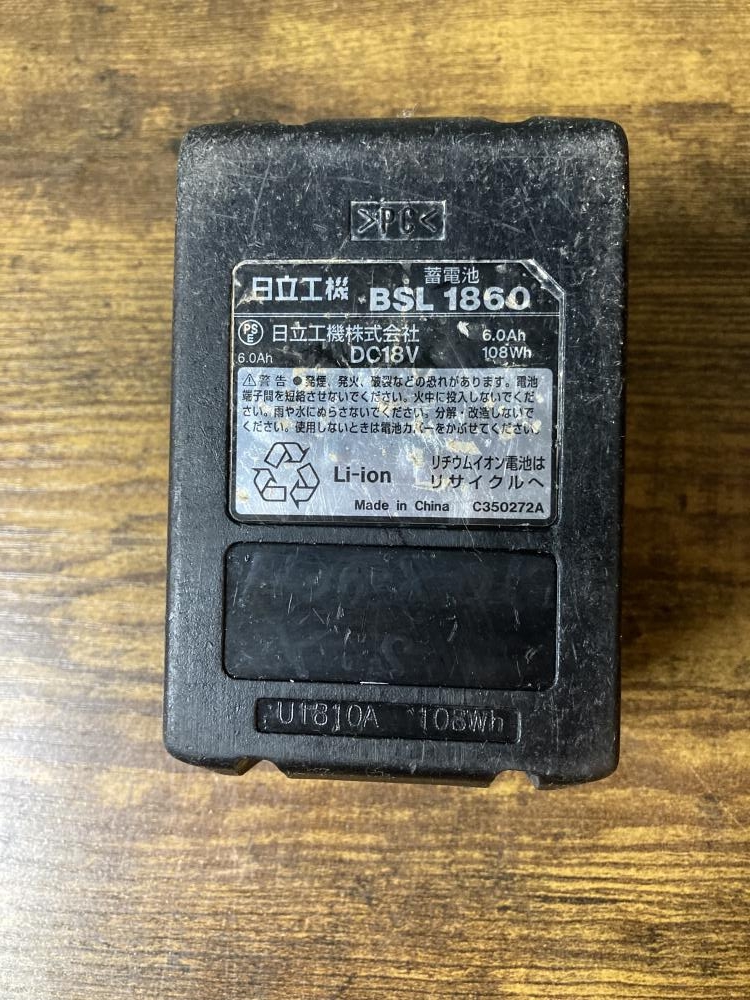 >PC<
日立工機 蓄電池
BSL 1860
PSE 日立工機株式会社 6.0Ah
6.0Ah DC18V 108Wh
⚠警告 ●発煙、発火、破裂などの恐れがあります。電池
端子間を短絡させないでください。火中に投入しないでくだ
さい。雨や水にぬらさないでください。分解・改造しないで
ください。使用しないときは電池カバーをかぶせてください。
Li-ion リチウムイオン電池は
リサイクルへ
Made in China C350272A
U1810A 108Wh